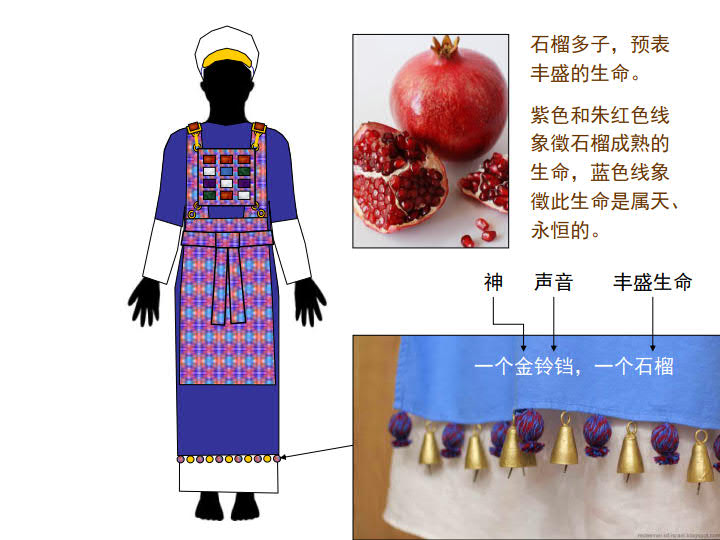 石榴多子，预表
丰盛的生命。
紫色和朱红色线
象徵石榴成熟的
生命，蓝色线象
徵此生命是属天、
永恒的。
神 声音 丰盛生命
一个金铃铛，一个石榴